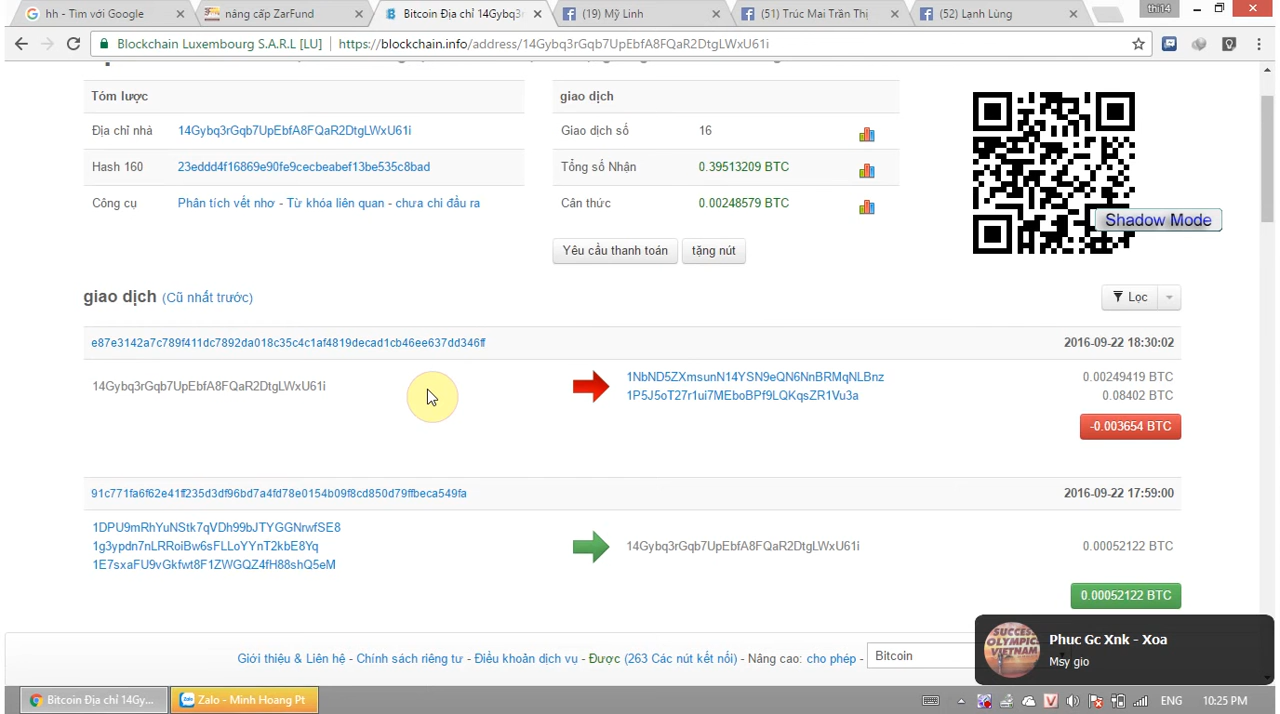 hh - Tìm với Google
nâng cấp ZarFund
Bitcoin Địa chỉ 14Gybq3
(19) Mỹ Linh
(51) Trúc Mai Trần Thị
(52) Lạnh Lùng
thi14
Blockchain Luxembourg S.A.R.L [LU]
https://blockchain.info/address/14Gybq3rGqb7UpEbfA8FQaR2DtgLWxU61i
Tóm lược
giao dịch
Địa chỉ nhà 14Gybq3rGqb7UpEbfA8FQaR2DtgLWxU61i
Giao dịch số 16
Hash 160 23eddd4f16869e90fe9cecbeabef13be535c8bad
Tổng số Nhận 0.39513209 BTC
Công cụ Phân tích vết nhơ - Từ khóa liên quan - chưa chi đầu ra
Cân thức 0.00248579 BTC
Shadow Mode
Yêu cầu thanh toán
tặng nút
giao dịch (Cũ nhất trước)
Lọc
e87e3142a7c789f411dc7892da018c35c4c1af4819decad1cb46ee637dd346ff
2016-09-22 18:30:02
14Gybq3rGqb7UpEbfA8FQaR2DtgLWxU61i
1NbND5ZXmsunN14YSN9eQN6NnBRMqNLBnz
0.00249419 BTC
1P5J5oT27r1ui7MEboBPf9LQKqsZR1Vu3a
0.08402 BTC
-0.003654 BTC
91c771fa6f62e41ff235d3df96bd7a4fd78e0154b09f8cd850d79ffbeca549fa
2016-09-22 17:59:00
1DPU9mRhYuNStk7qVDh99bJTYGGNrwfSE8
1g3ypdn7nLRRoiBw6sFLLoYYnT2kbE8Yq
1E7sxaFU9vGkfwt8F1ZWGQZ4fH88shQ5eM
14Gybq3rGqb7UpEbfA8FQaR2DtgLWxU61i
0.00052122 BTC
0.00052122 BTC
Giới thiệu & Liên hê - Chính sách riêng tư - Điều khoản dịch vụ - Được (263 Các nút kết nối) - Nâng cao: cho phép -
Bitcoin
SUCCESS
OLYMPICS
VIETNAM
Phuc Gc Xnk - Xoa
Msy gio
Bitcoin Địa chỉ 14Gy...
Zalo - Minh Hoang Pt
ENG
10:25 PM